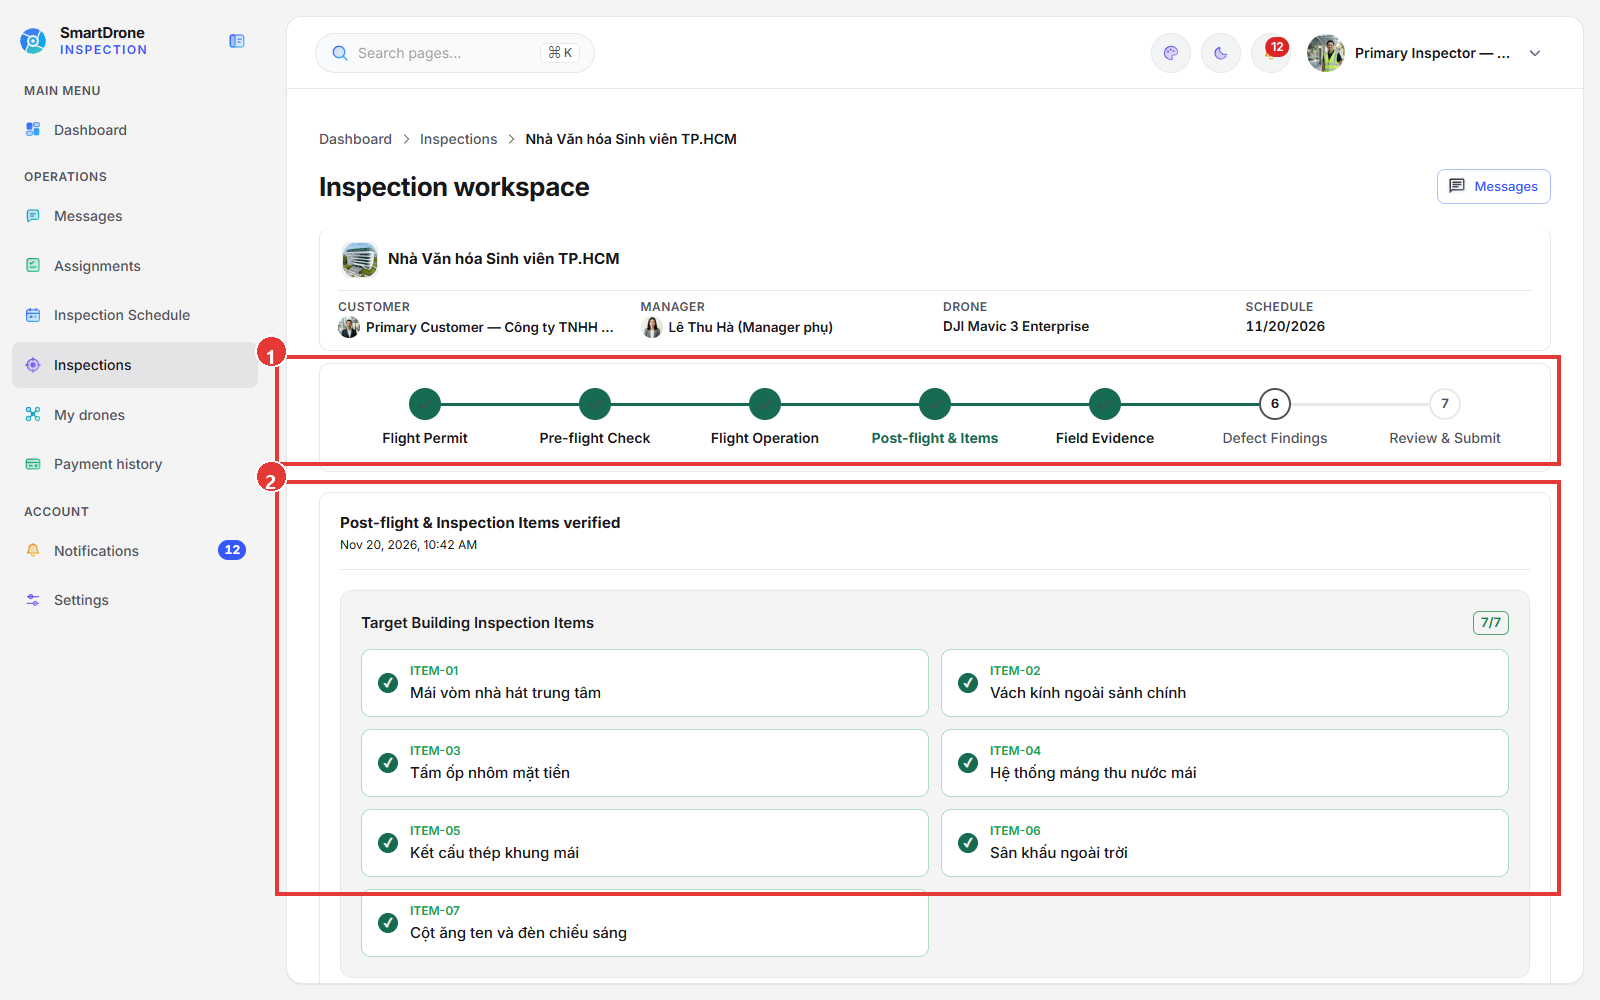 SmartDrone
INSPECTION
MAIN MENU
Dashboard
OPERATIONS
Messages
Assignments
Inspection Schedule
Inspections
My drones
Payment history
ACCOUNT
Notifications 12
Settings
Search pages... ⌘ K
12
Primary Inspector — ...
Dashboard > Inspections > Nhà Văn hóa Sinh viên TP.HCM
Inspection workspace
Messages
Nhà Văn hóa Sinh viên TP.HCM
CUSTOMER
Primary Customer — Công ty TNHH ...
MANAGER
Lê Thu Hà (Manager phụ)
DRONE
DJI Mavic 3 Enterprise
SCHEDULE
11/20/2026
1
Flight Permit
Pre-flight Check
Flight Operation
Post-flight & Items
Field Evidence
6
Defect Findings
7
Review & Submit
2
Post-flight & Inspection Items verified
Nov 20, 2026, 10:42 AM
Target Building Inspection Items
7/7
ITEM-01
Mái vòm nhà hát trung tâm
ITEM-02
Vách kính ngoài sảnh chính
ITEM-03
Tấm ốp nhôm mặt tiền
ITEM-04
Hệ thống máng thu nước mái
ITEM-05
Kết cấu thép khung mái
ITEM-06
Sân khấu ngoài trời
ITEM-07
Cột ăng ten và đèn chiếu sáng